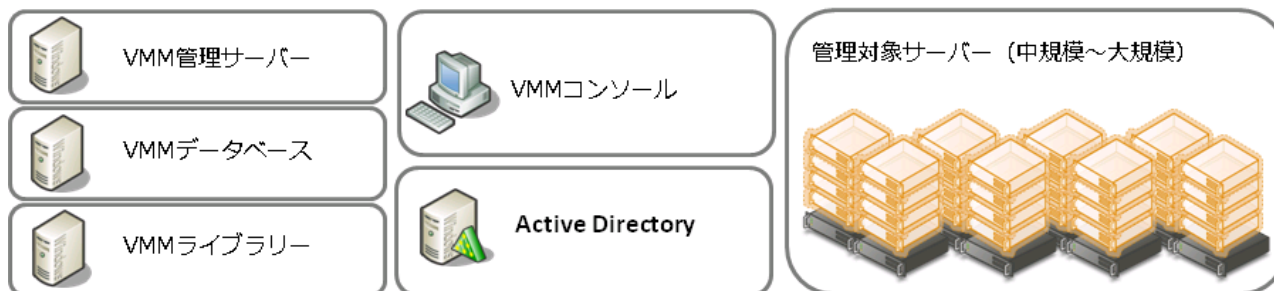 VMM管理サーバー
VMMデータベース
VMMライブラリー
VMMコンソール
Active Directory
管理対象サーバー (中規模～大規模)